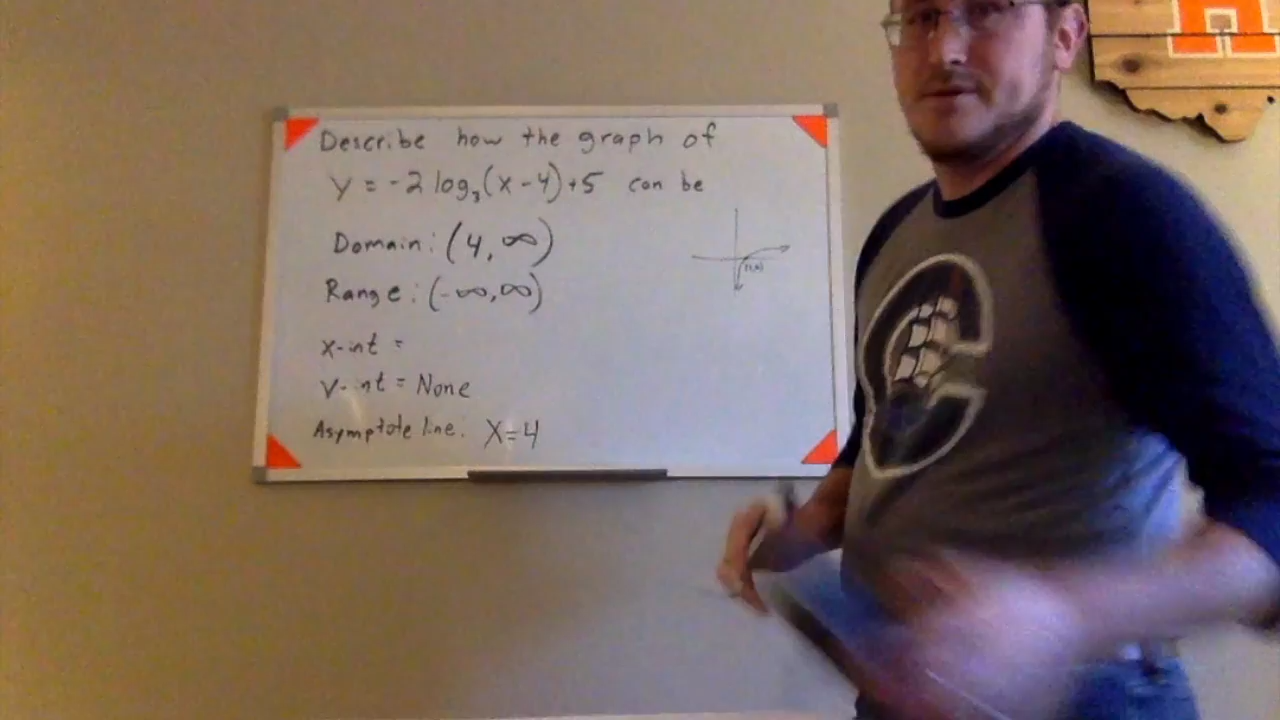 Describe how the graph of
y = -2 log₃(x-4)+5 can be
Domain: (4, ∞)
Range: (-∞, ∞)
x-int =
y-int = None
Asymptote line: X=4